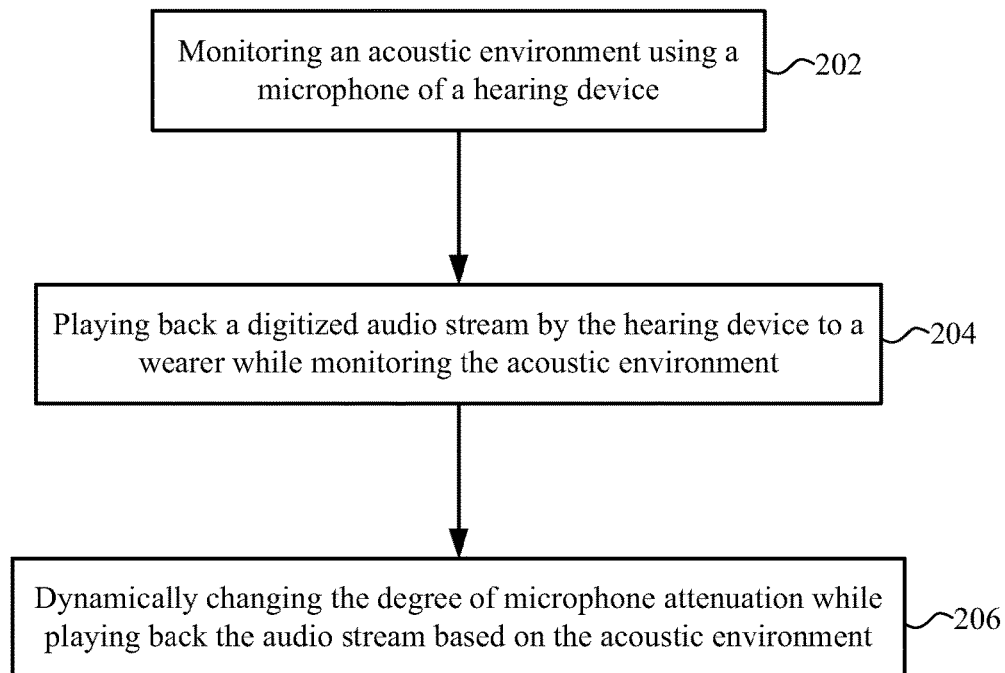 Monitoring an acoustic environment using a
microphone of a hearing device
202
Playing back a digitized audio stream by the hearing device to a
wearer while monitoring the acoustic environment
204
Dynamically changing the degree of microphone attenuation while
playing back the audio stream based on the acoustic environment
206